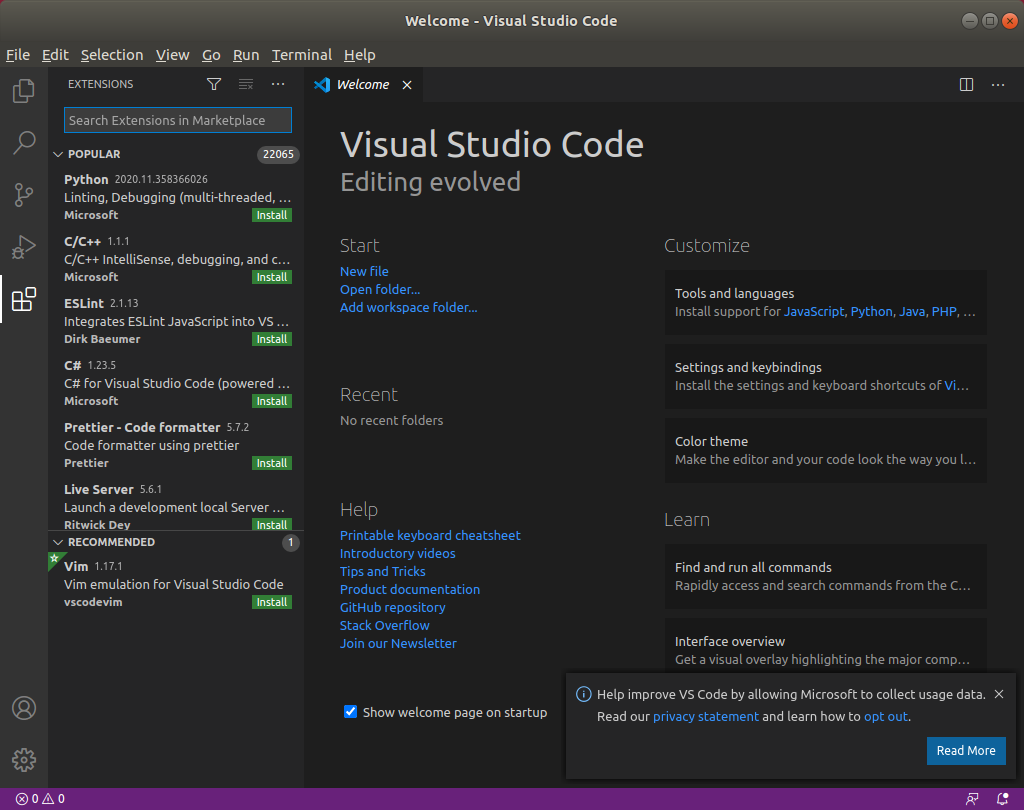 Welcome - Visual Studio Code
File Edit Selection View Go Run Terminal Help
EXTENSIONS
Search Extensions in Marketplace
POPULAR 22065
Python 2020.11.358366026
Linting, Debugging (multi-threaded, ...
Microsoft Install
C/C++ 1.1.1
C/C++ IntelliSense, debugging, and c...
Microsoft Install
ESLint 2.1.13
Integrates ESLint JavaScript into VS ...
Dirk Baeumer Install
C# 1.23.5
C# for Visual Studio Code (powered ...
Microsoft Install
Prettier - Code formatter 5.7.2
Code formatter using prettier
Prettier Install
Live Server 5.6.1
Launch a development local Server ...
Ritwick Dey Install
RECOMMENDED 1
Vim 1.17.1
Vim emulation for Visual Studio Code
vscodevim Install
Welcome
Visual Studio Code
Editing evolved
Start
New file
Open folder...
Add workspace folder...
Recent
No recent folders
Help
Printable keyboard cheatsheet
Introductory videos
Tips and Tricks
Product documentation
GitHub repository
Stack Overflow
Join our Newsletter
Show welcome page on startup
Customize
Tools and languages
Install support for JavaScript, Python, Java, PHP, ...
Settings and keybindings
Install the settings and keyboard shortcuts of Vi...
Color theme
Make the editor and your code look the way you l...
Learn
Find and run all commands
Rapidly access and search commands from the C...
Interface overview
Get a visual overlay highlighting the major comp...
Help improve VS Code by allowing Microsoft to collect usage data.
Read our privacy statement and learn how to opt out.
Read More
0 0